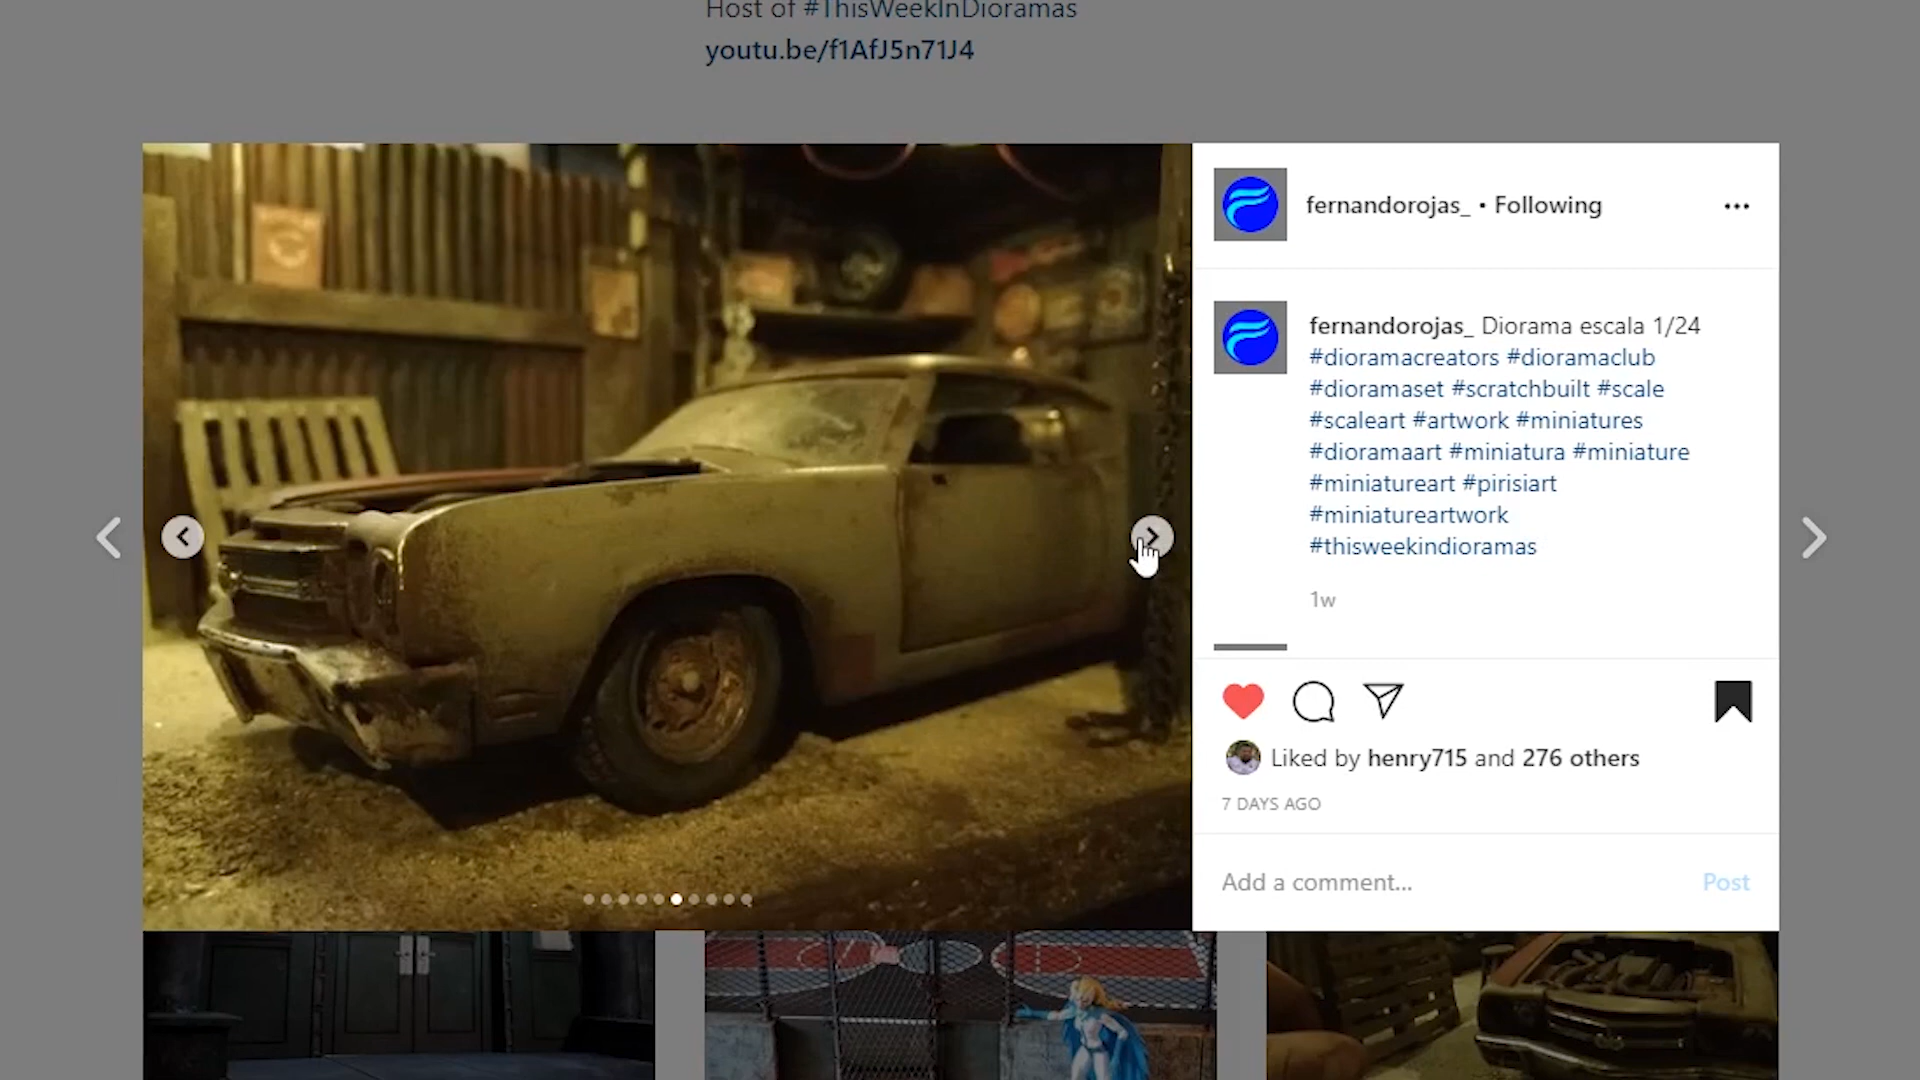 Host of #ThisWeekInDioramas
youtu.be/f1AfJ5n71J4
fernandorojas_ • Following
fernandorojas_ Diorama escala 1/24
#dioramacreators #dioramaclub
#dioramaset #scratchbuilt #scale
#scaleart #artwork #miniatures
#dioramaart #miniatura #miniature
#miniatureart #pirisiart
#miniatureartwork
#thisweekindioramas
1w
Liked by henry715 and 276 others
7 DAYS AGO
Add a comment...
Post